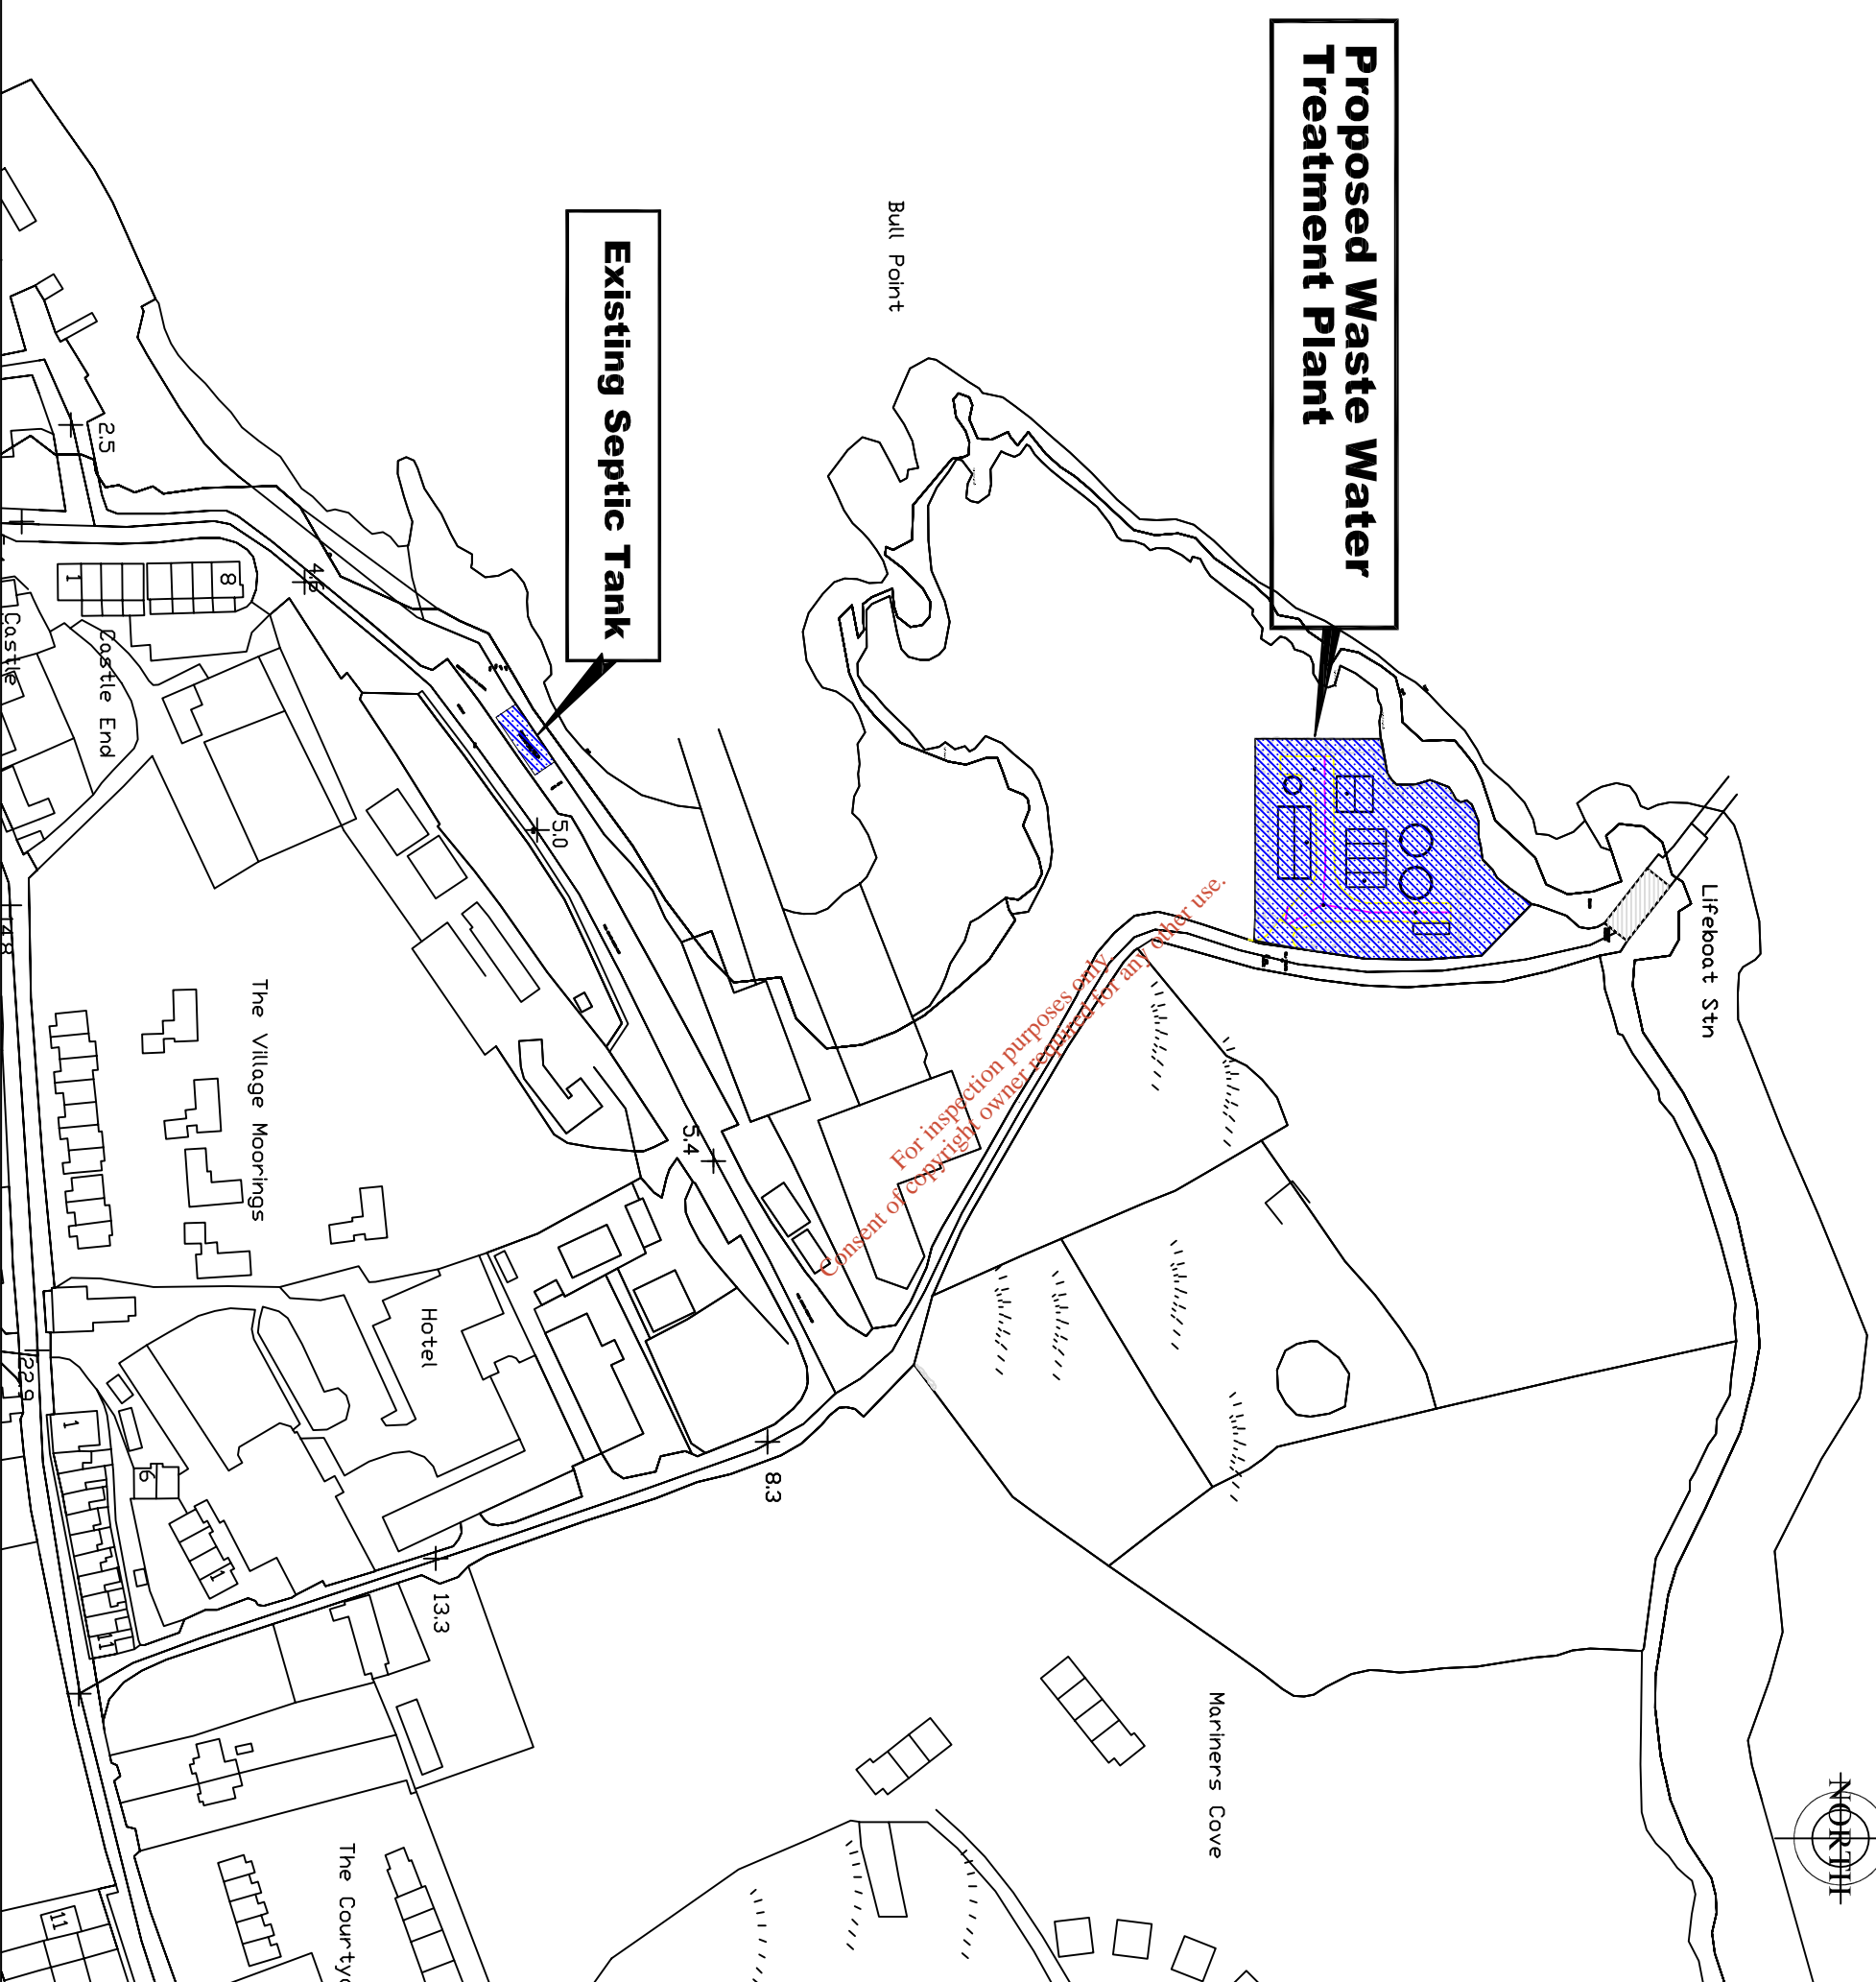 Proposed Waste Water
Treatment Plant
Existing Septic Tank
Bull Point
Lifeboat Stn
NORTH
Mariners Cove
For inspection purposes only.
Consent of copyright owner required for any other use.
2.5
4.6
5.0
5.4
8.3
13.3
14.8
22.9
1
8
Castle
Castle End
The Village Moorings
Hotel
1
6
1
11
11
The Courty